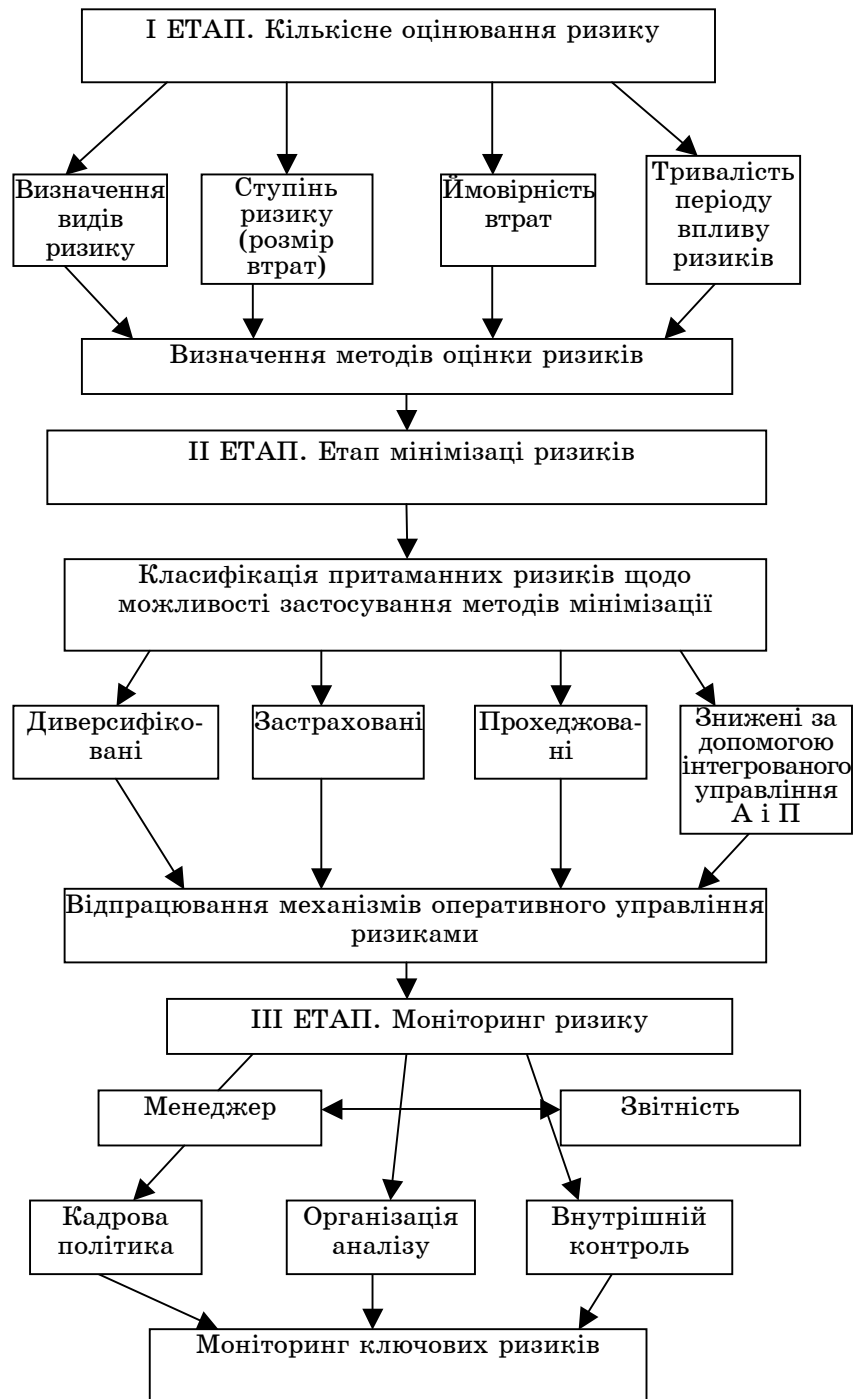 І ЕТАП. Кількісне оцінювання ризику
Визначення
видів
ризику
Ступінь
ризику
(розмір
втрат)
Ймовірність
втрат
Тривалість
періоду
впливу
ризиків
Визначення методів оцінки ризиків
ІІ ЕТАП. Етап мінімізаці ризиків
Класифікація притаманних ризиків щодо
можливості застосування методів мінімізації
Диверсифіко-
вані
Застраховані
Прохеджова-
ні
Знижені за
допомогою
інтегрованого
управління
А і П
Відпрацювання механізмів оперативного управління
ризиками
ІІІ ЕТАП. Моніторинг ризику
Менеджер
Звітність
Кадрова
політика
Організація
аналізу
Внутрішній
контроль
Моніторинг ключових ризиків